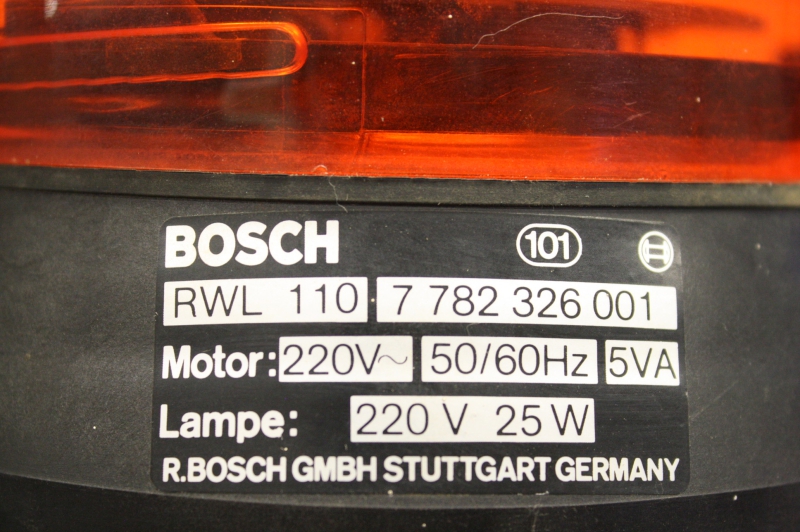 BOSCH 101
RWL 110 7 782 326 001
Motor: 220V~ 50/60Hz 5VA
Lampe: 220 V 25 W
R.BOSCH GMBH STUTTGART GERMANY